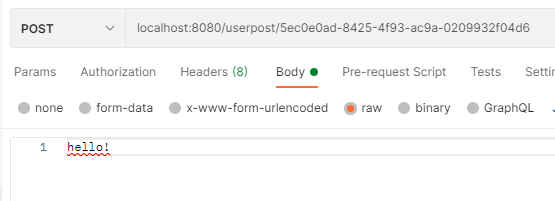 POST localhost:8080/userpost/5ec0e0ad-8425-4f93-ac9a-0209932f04d6
Params Authorization Headers (8) Body Pre-request Script Tests Settin
none form-data x-www-form-urlencoded raw binary GraphQL
1 hello!